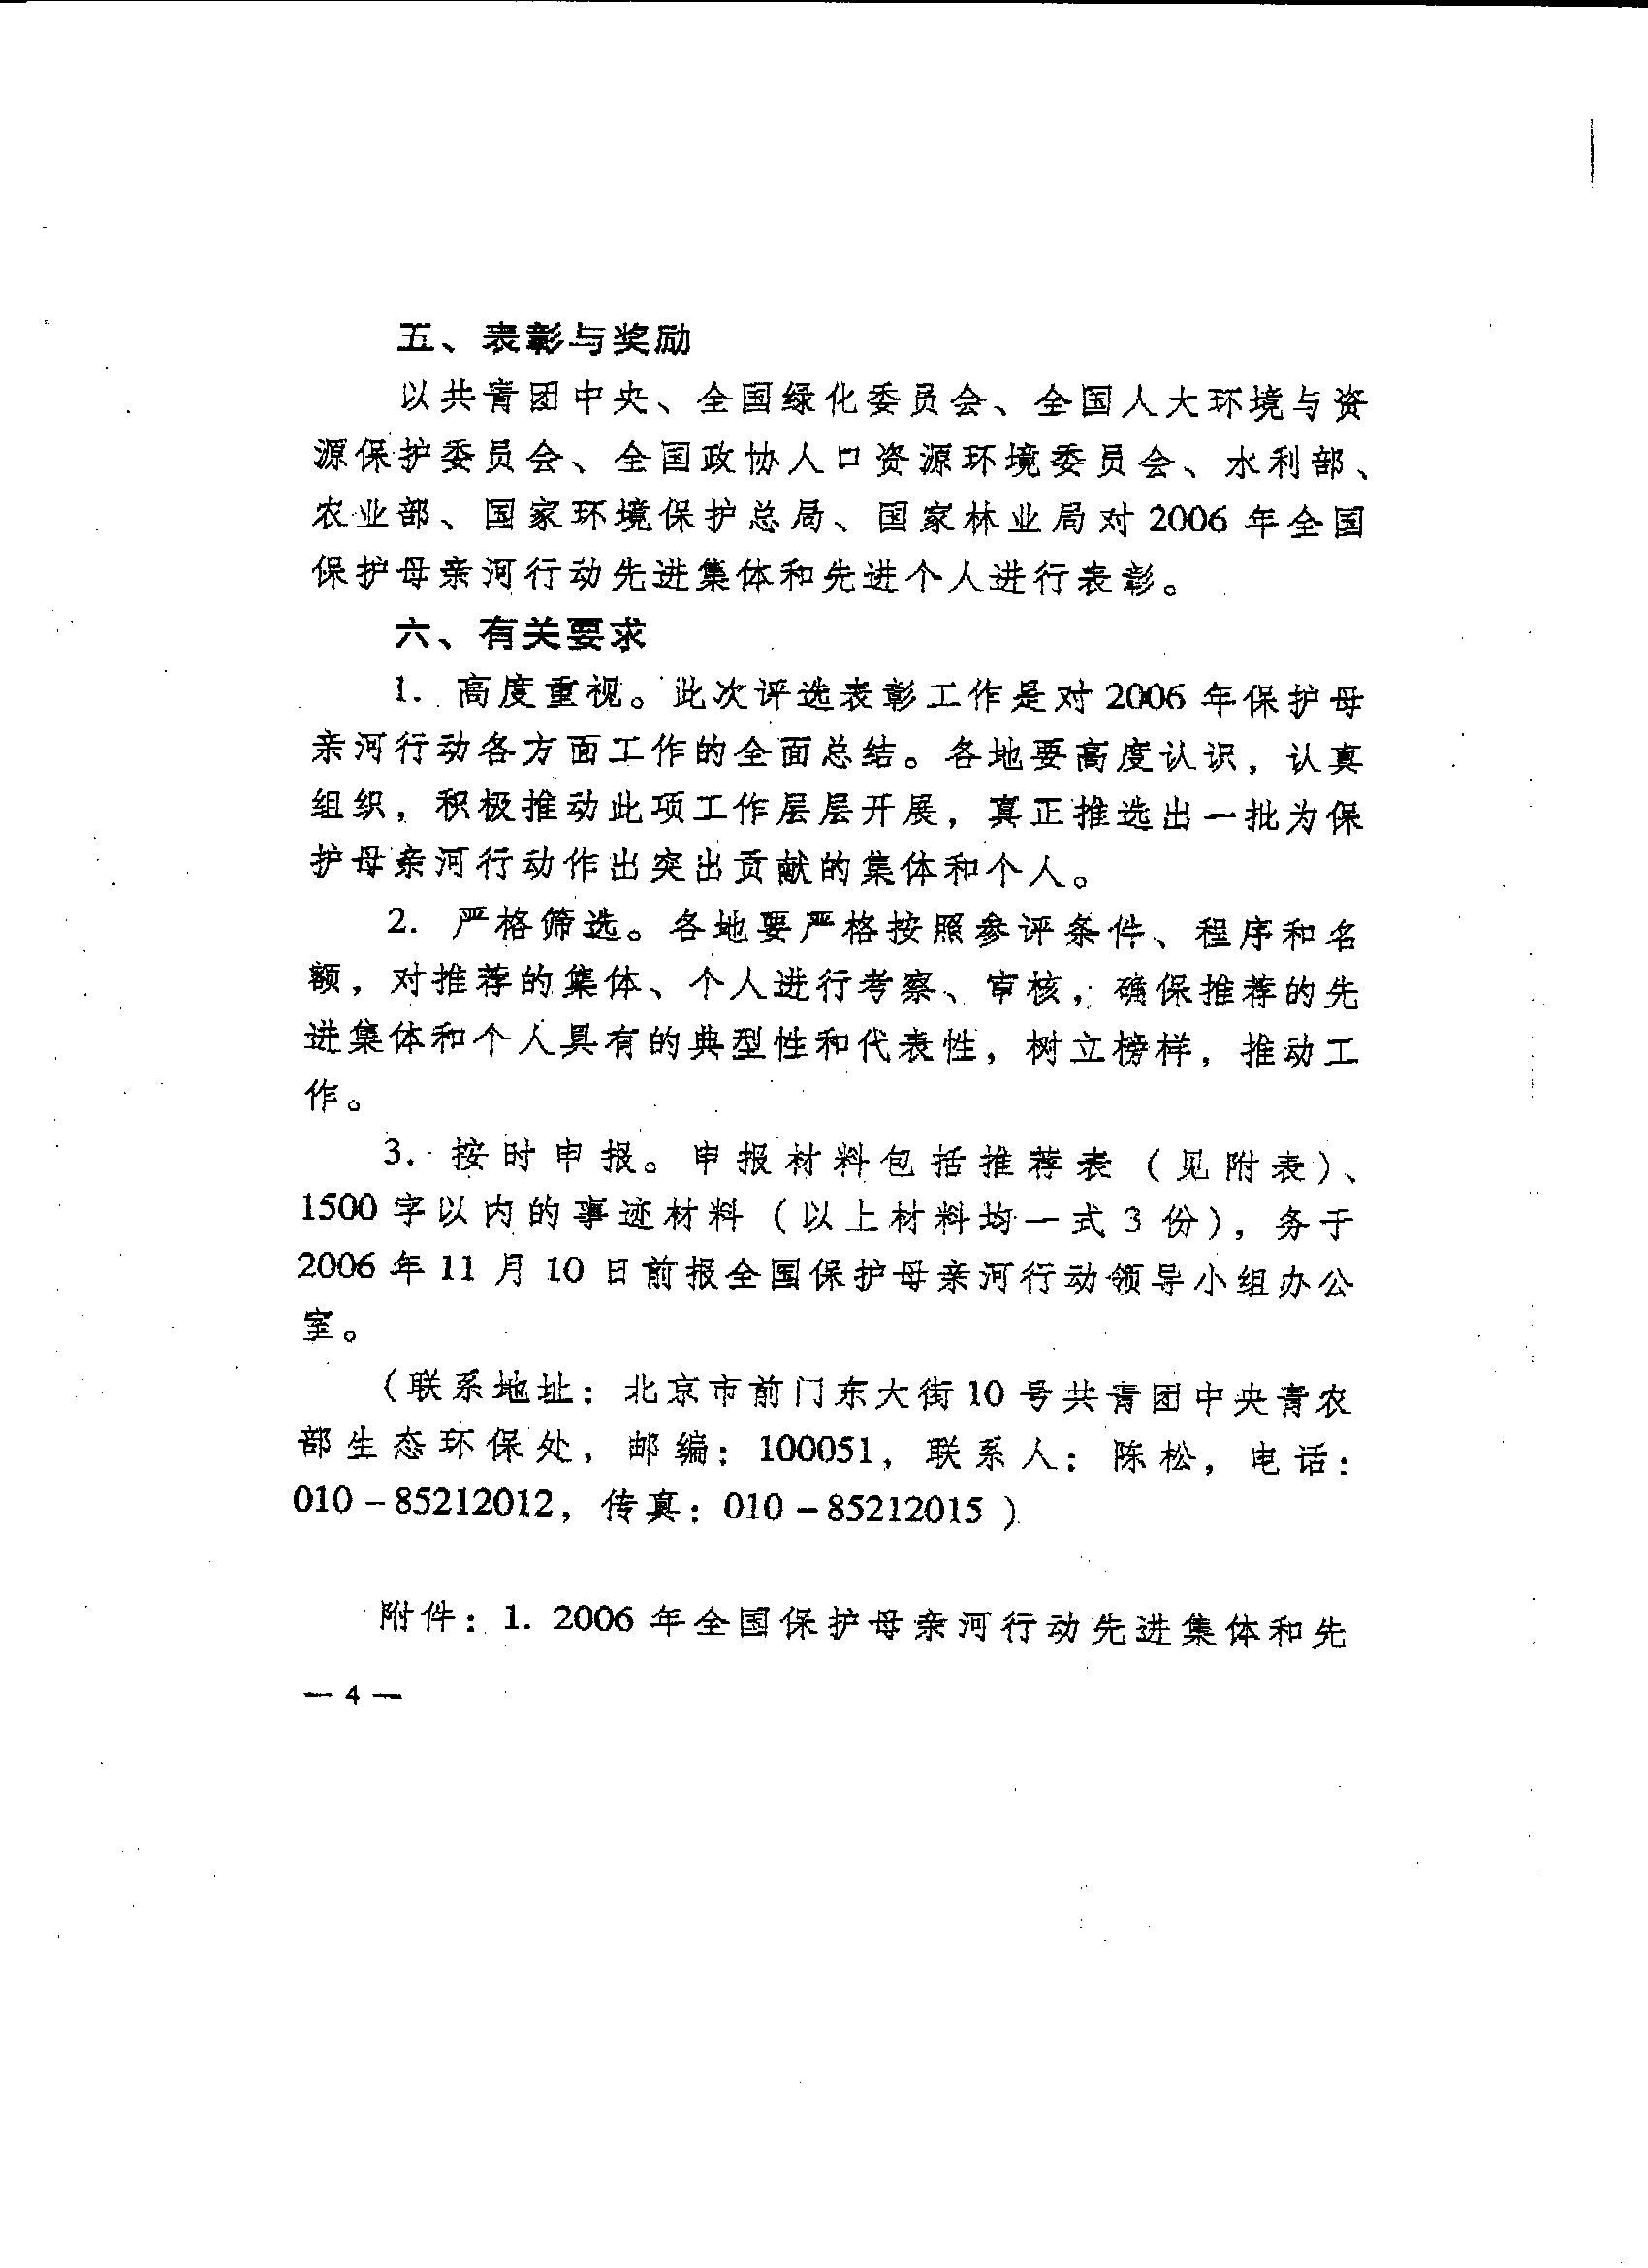 五、表彰与奖励
以共青团中央、全国绿化委员会、全国人大环境与资
源保护委员会、全国政协人口资源环境委员会、水利部、
农业部、国家环境保护总局、国家林业局对2006年全国
保护母亲河行动先进集体和先进个人进行表彰。
六、有关要求
1. 高度重视。此次评选表彰工作是对2006年保护母
亲河行动各方面工作的全面总结。各地要高度认识，认真
组织，积极推动此项工作层层开展，真正推选出一批为保
护母亲河行动作出突出贡献的集体和个人。
2. 严格筛选。各地要严格按照参评条件、程序和名
额，对推荐的集体、个人进行考察、审核，确保推荐的先
进集体和个人具有的典型性和代表性，树立榜样，推动工
作。
3. 按时申报。申报材料包括推荐表（见附表）、
1500字以内的事迹材料（以上材料均一式3份），务于
2006年11月10日前报全国保护母亲河行动领导小组办公
室。
（联系地址：北京市前门东大街10号共青团中央青农
部生态环保处，邮编：100051，联系人：陈松，电话：
010－85212012，传真：010－85212015）
附件：1. 2006年全国保护母亲河行动先进集体和先
— 4 —